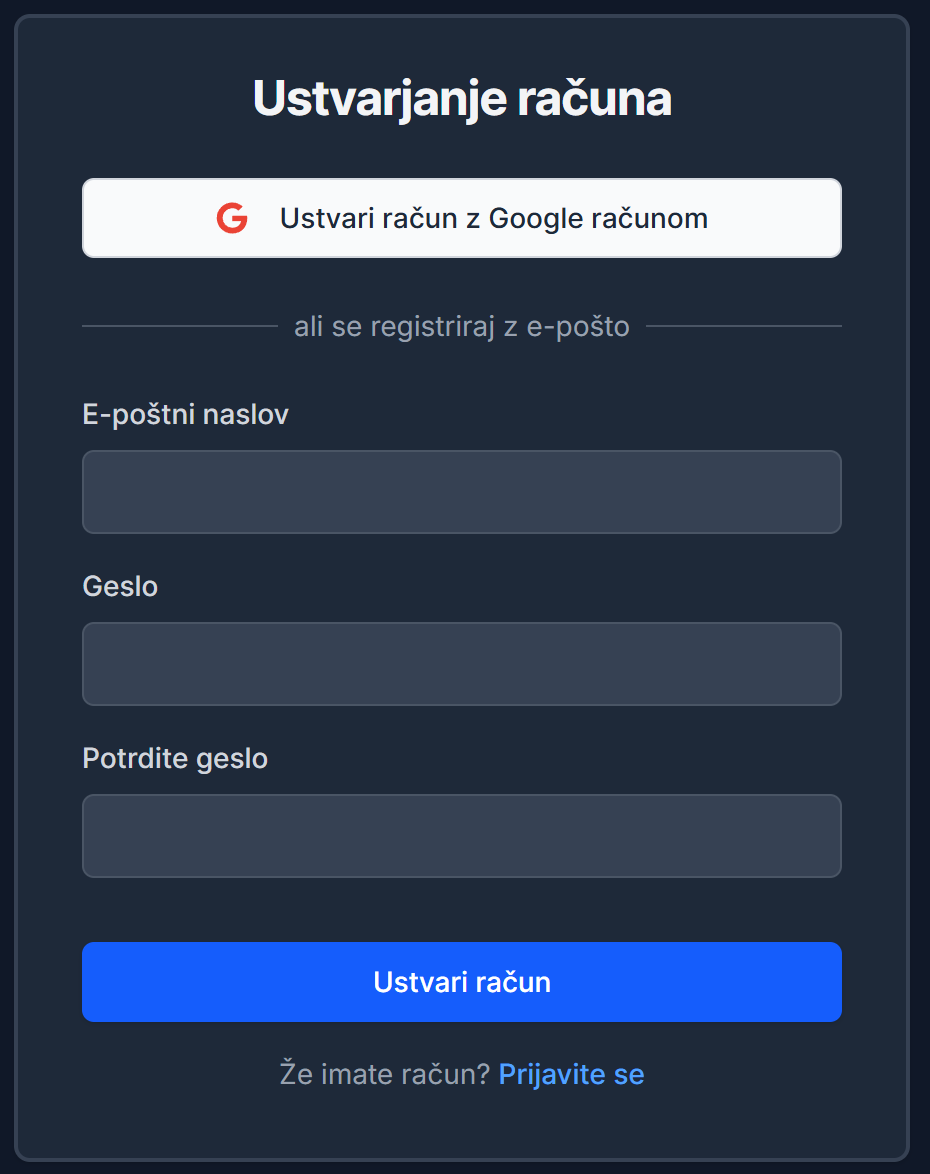 Ustvarjanje računa
Ustvari račun z Google računom
ali se registriraj z e-pošto
E-poštni naslov
Geslo
Potrdite geslo
Ustvari račun
Že imate račun? Prijavite se